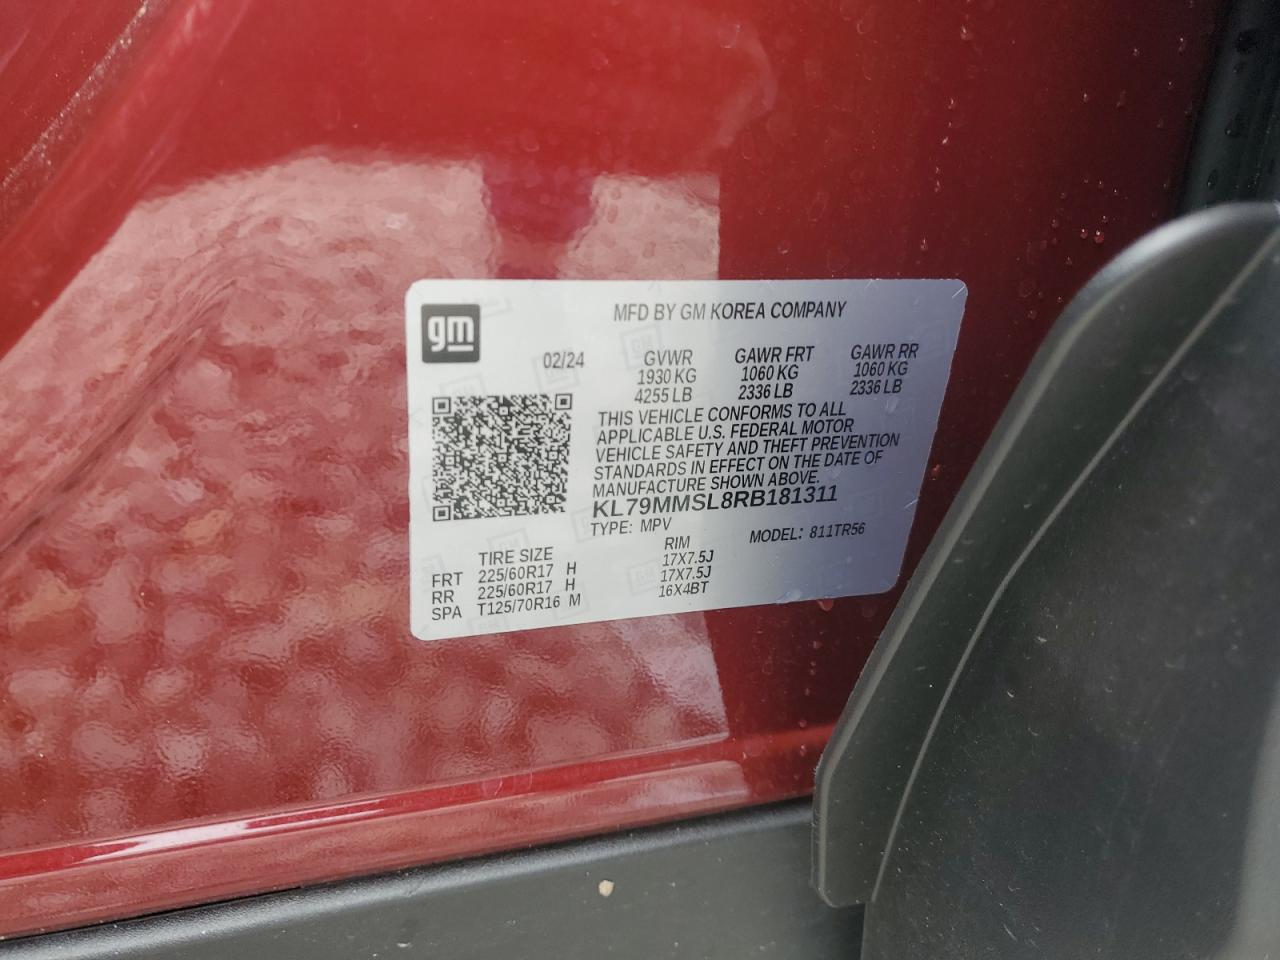 gm
MFD BY GM KOREA COMPANY
02/24 GVWR GAWR FRT GAWR RR
1930 KG 1060 KG 1060 KG
4255 LB 2336 LB 2336 LB
THIS VEHICLE CONFORMS TO ALL
APPLICABLE U.S. FEDERAL MOTOR
VEHICLE SAFETY AND THEFT PREVENTION
STANDARDS IN EFFECT ON THE DATE OF
MANUFACTURE SHOWN ABOVE.
KL79MMSL8RB181311
TYPE: MPV MODEL: 811TR56
TIRE SIZE RIM
FRT 225/60R17 H 17X7.5J
RR 225/60R17 H 17X7.5J
SPA T125/70R16 M 16X4BT